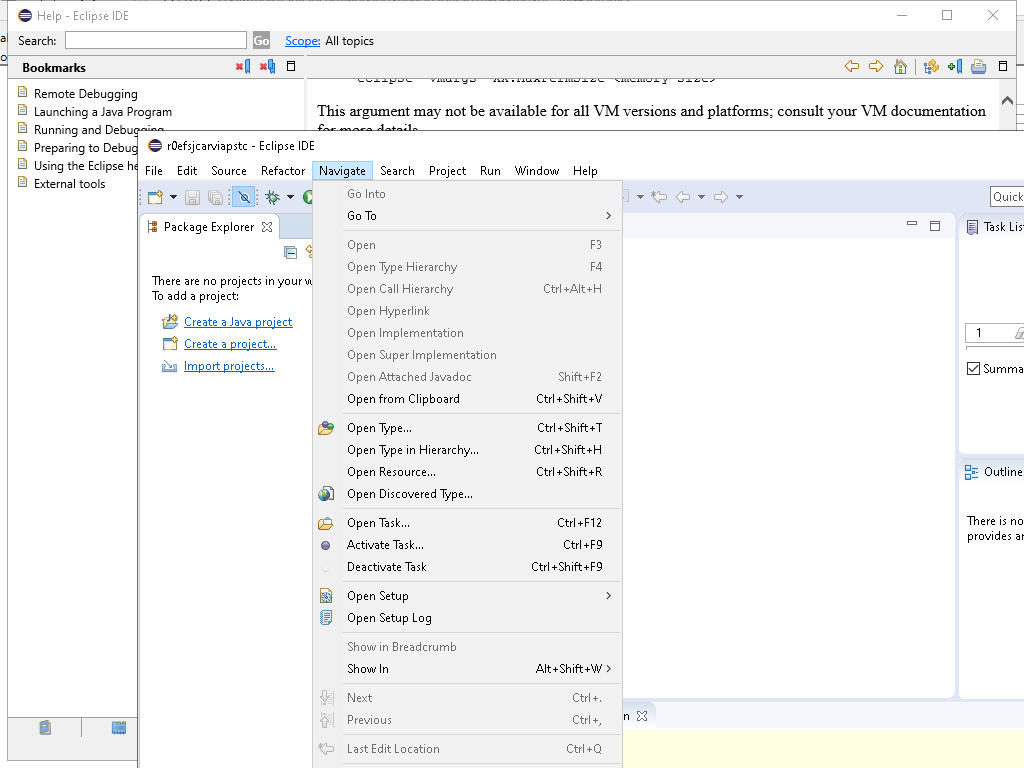 Help - Eclipse IDE
Search:
Go
Scope: All topics
Bookmarks
Remote Debugging
Launching a Java Program
Running and Debugging
Preparing to Debug
Using the Eclipse he
External tools
This argument may not be available for all VM versions and platforms; consult your VM documentation
for more details.
r0efsjcarviapstc - Eclipse IDE
File Edit Source Refactor Navigate Search Project Run Window Help
Quick
Package Explorer
There are no projects in your w
To add a project:
Create a Java project
Create a project...
Import projects...
Go Into
Go To
Open F3
Open Type Hierarchy F4
Open Call Hierarchy Ctrl+Alt+H
Open Hyperlink
Open Implementation
Open Super Implementation
Open Attached Javadoc Shift+F2
Open from Clipboard Ctrl+Shift+V
Open Type... Ctrl+Shift+T
Open Type in Hierarchy... Ctrl+Shift+H
Open Resource... Ctrl+Shift+R
Open Discovered Type...
Open Task... Ctrl+F12
Activate Task... Ctrl+F9
Deactivate Task Ctrl+Shift+F9
Open Setup
Open Setup Log
Show in Breadcrumb
Show In Alt+Shift+W
Next Ctrl+.
Previous Ctrl+,
Last Edit Location Ctrl+Q
n
Task Lis
1
Summa
Outline
There is no
provides an